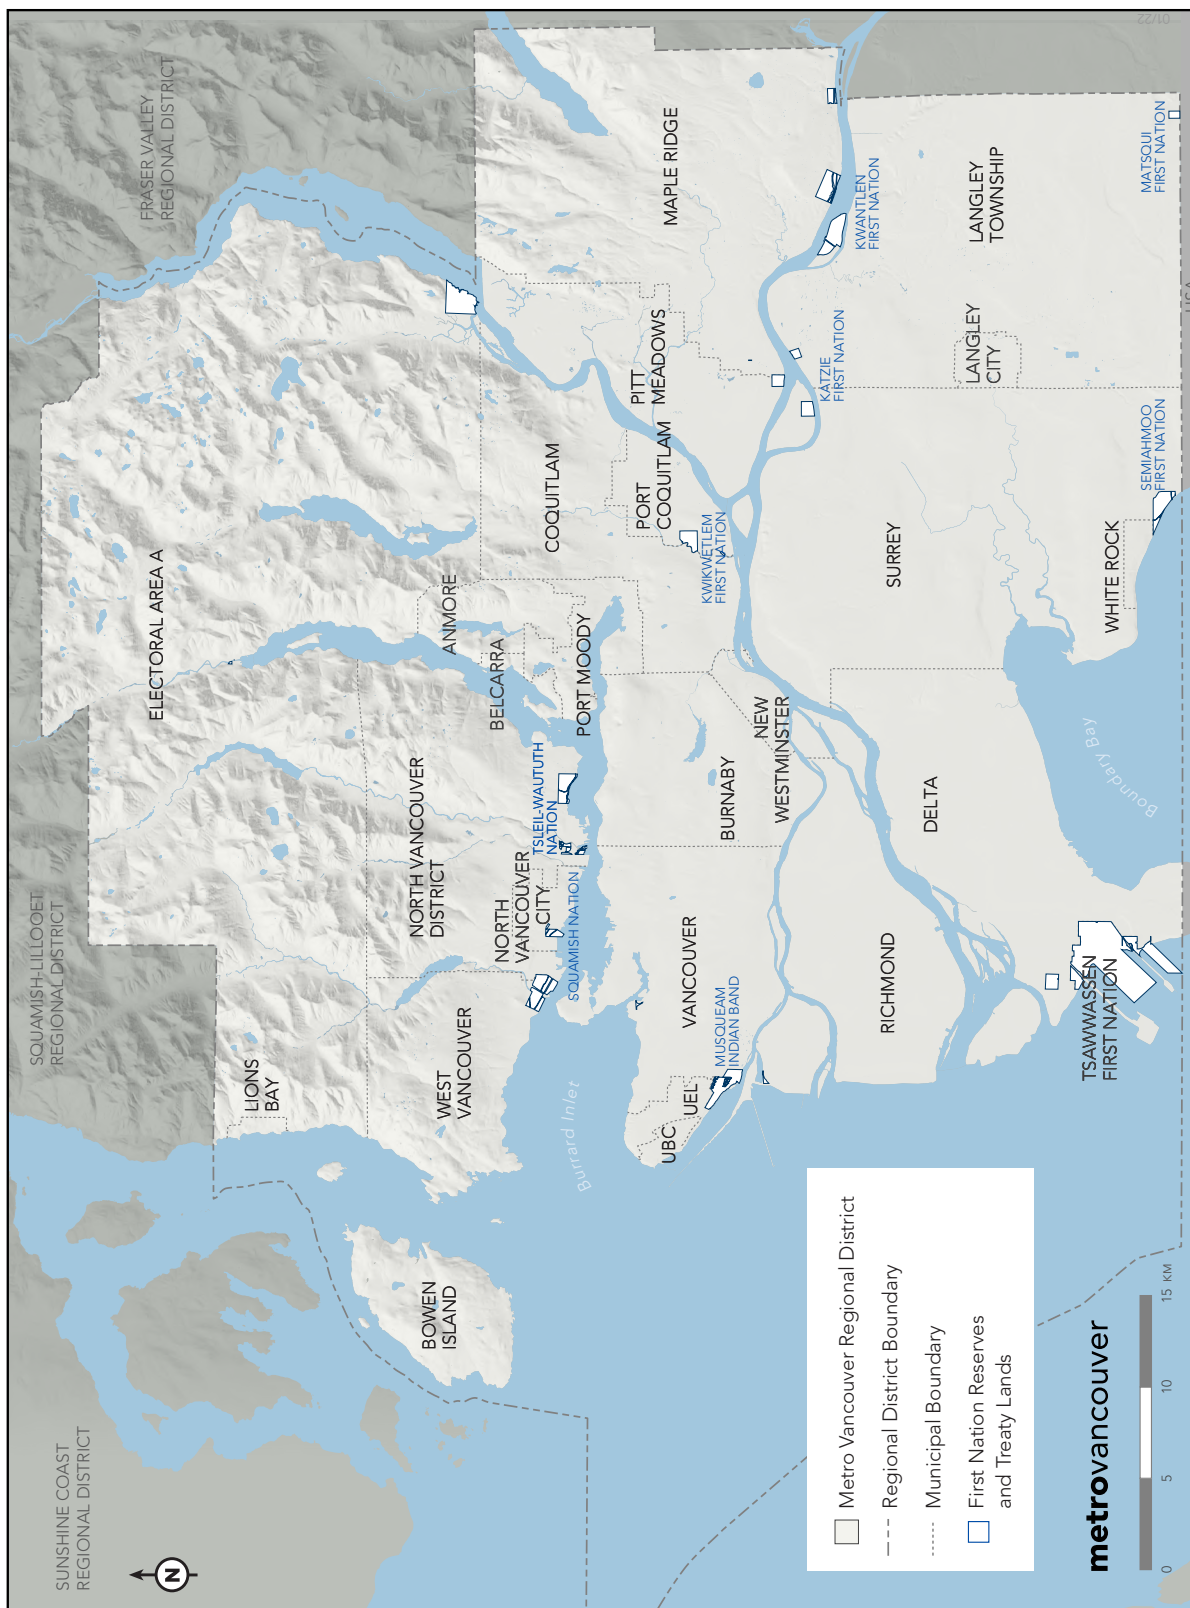 SUNSHINE COAST
REGIONAL DISTRICT
SQUAMISH-LILLOOET
REGIONAL DISTRICT
FRASER VALLEY
REGIONAL DISTRICT
ELECTORAL AREA A
LIONS
BAY
BOWEN
ISLAND
WEST
VANCOUVER
NORTH VANCOUVER
DISTRICT
NORTH
VANCOUVER
CITY
SQUAMISH NATION
TSLEIL-WAUTUTH
NATION
BELCARRA
ANMORE
PORT MOODY
COQUITLAM
PORT
COQUITLAM
KWIKWETLEM
FIRST NATION
PITT
MEADOWS
MAPLE RIDGE
Burrard Inlet
UBC
UEL
MUSQUEAM
INDIAN BAND
VANCOUVER
BURNABY
NEW
WESTMINSTER
KATZIE
FIRST NATION
KWANTLEN
FIRST NATION
RICHMOND
DELTA
SURREY
LANGLEY
CITY
LANGLEY
TOWNSHIP
TSAWWASSEN
FIRST NATION
Boundary Bay
WHITE ROCK
SEMIAHMOO
FIRST NATION
MATSQUI
FIRST NATION
USA
01/22
N
Metro Vancouver Regional District
Regional District Boundary
Municipal Boundary
First Nation Reserves
and Treaty Lands
metrovancouver
0 5 10 15 KM